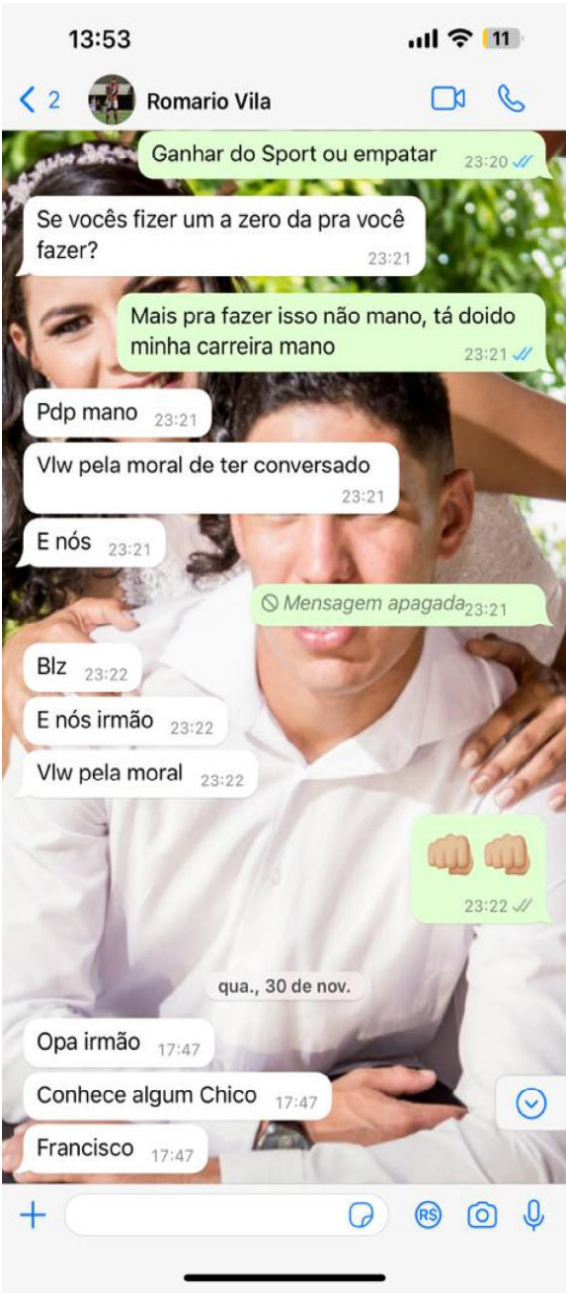 13:53
11
2
Romario Vila
Ganhar do Sport ou empatar
23:20
Se vocês fizer um a zero da pra você
fazer?
23:21
Mais pra fazer isso não mano, tá doido
minha carreira mano
23:21
Pdp mano 23:21
Vlw pela moral de ter conversado
23:21
E nós 23:21
Mensagem apagada 23:21
Blz 23:22
E nós irmão 23:22
Vlw pela moral 23:22
👊🏼👊🏼
23:22
qua., 30 de nov.
Opa irmão 17:47
Conhece algum Chico 17:47
Francisco 17:47
R$